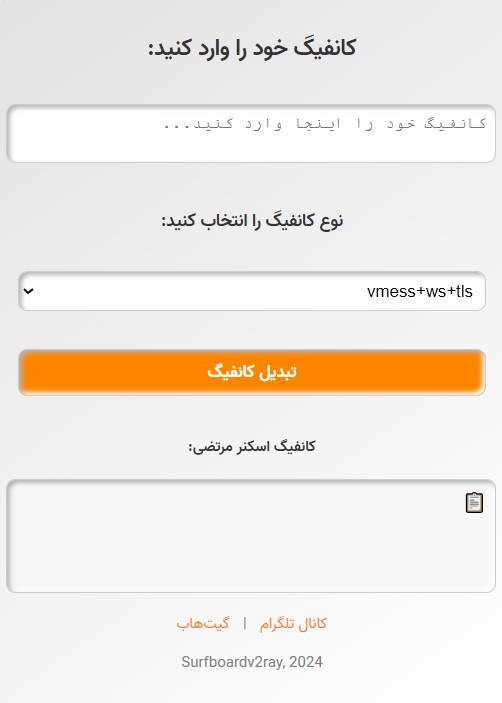 کانفیگ خود را وارد کنید:
کانفیگ خود را اینجا وارد کنید...
نوع کانفیگ را انتخاب کنید:
vmess+ws+tls
تبدیل کانفیگ
کانفیگ اسکنر مرتضی:
کانال تلگرام | گیت‌هاب
Surfboardv2ray, 2024